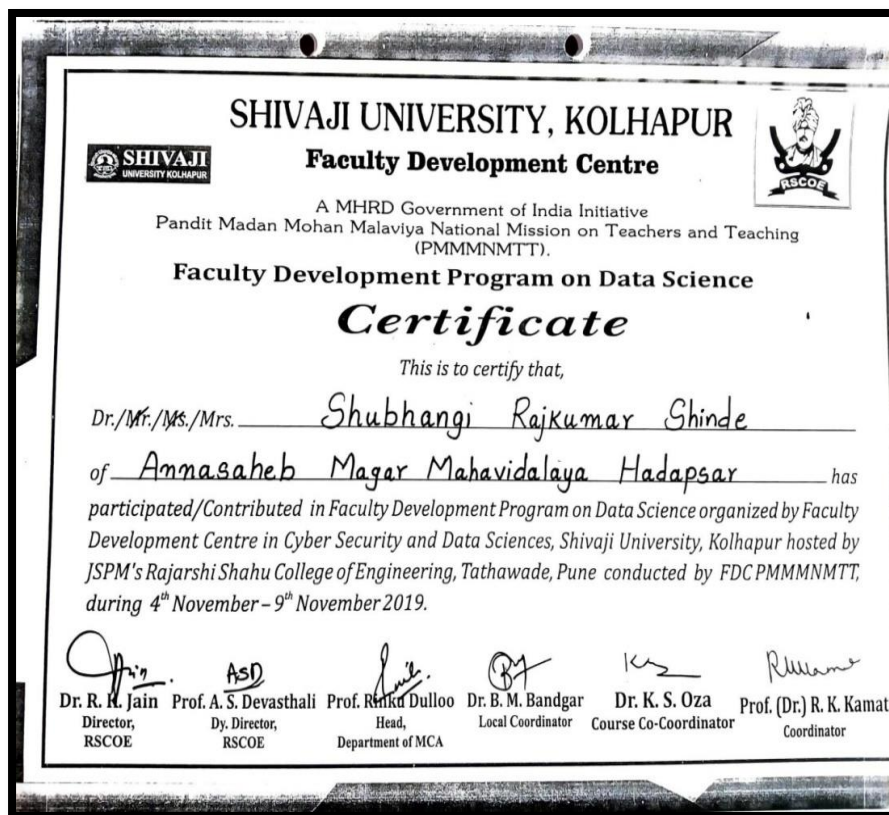 SHIVAJI UNIVERSITY, KOLHAPUR
SHIVAJI
UNIVERSITY KOLHAPUR
Faculty Development Centre
RSCOE
A MHRD Government of India Initiative
Pandit Madan Mohan Malaviya National Mission on Teachers and Teaching
(PMMMNMTT).
Faculty Development Program on Data Science
Certificate
This is to certify that,
Dr./Mr./Ms./Mrs. Shubhangi Rajkumar Shinde
of Annasaheb Magar Mahavidalaya Hadapsar has
participated/Contributed in Faculty Development Program on Data Science organized by Faculty
Development Centre in Cyber Security and Data Sciences, Shivaji University, Kolhapur hosted by
JSPM's Rajarshi Shahu College of Engineering, Tathawade, Pune conducted by FDC PMMMNMTT,
during 4th November – 9th November 2019.
ASD
Dr. R. K. Jain Prof. A. S. Devasthali Prof. Rinku Dulloo Dr. B. M. Bandgar Dr. K. S. Oza Prof. (Dr.) R. K. Kamat
Director, Dy. Director, Head, Local Coordinator Course Co-Coordinator Coordinator
RSCOE RSCOE Department of MCA